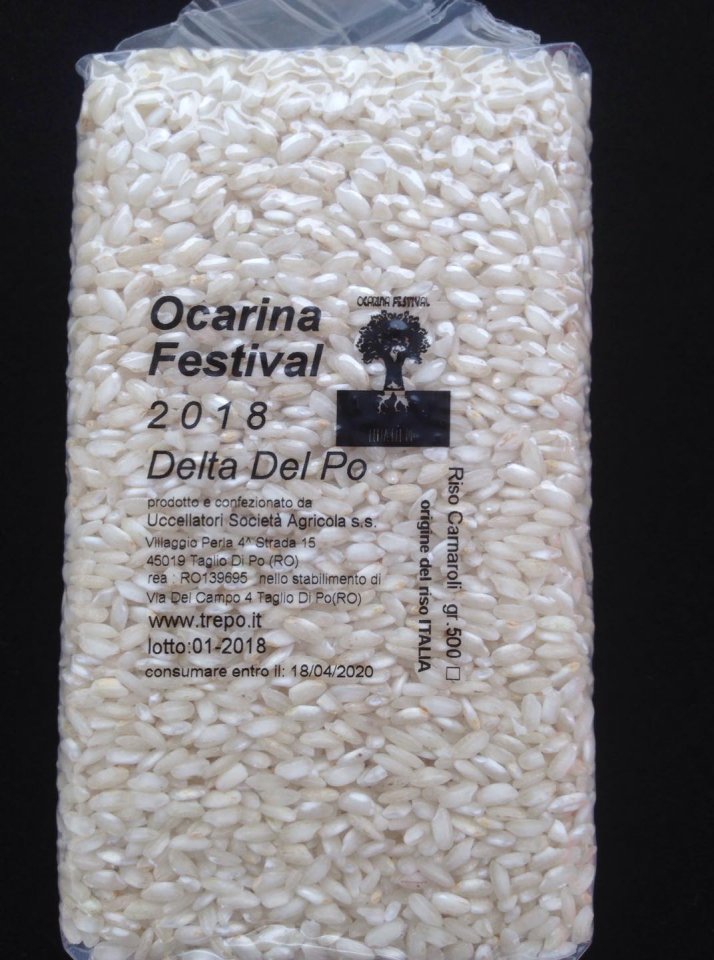 OCARINA FESTIVAL
Ocarina
Festival
2018
Delta Del Po
prodotto e confezionato da
Uccellatori Società Agricola s.s.
Villaggio Perla 4^ Strada 15
45019 Taglio Di Po (RO)
rea : RO139695 nello stabilimento di
Via Del Campo 4 Taglio Di Po(RO)
www.trepo.it
lotto:01-2018
consumare entro il: 18/04/2020
Riso Carnaroli gr.500
origine del riso ITALIA